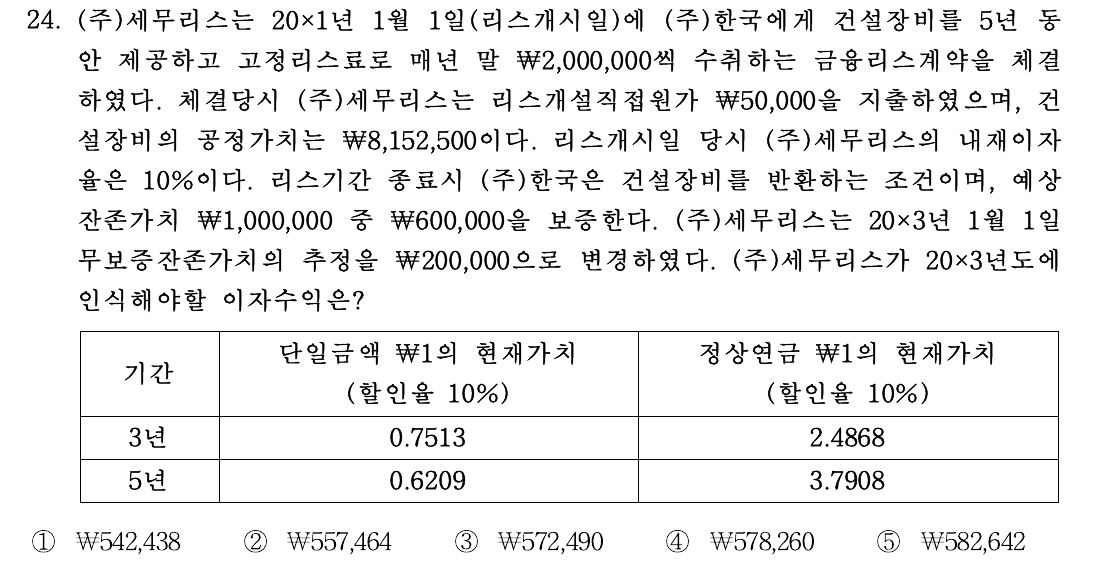 24. (주)세무리스는 20×1년 1월 1일(리스개시일)에 (주)한국에게 건설장비를 5년 동
안 제공하고 고정리스료로 매년 말 ₩2,000,000씩 수취하는 금융리스계약을 체결
하였다. 체결당시 (주)세무리스는 리스개설직접원가 ₩50,000을 지출하였으며, 건
설장비의 공정가치는 ₩8,152,500이다. 리스개시일 당시 (주)세무리스의 내재이자
율은 10%이다. 리스기간 종료시 (주)한국은 건설장비를 반환하는 조건이며, 예상
잔존가치 ₩1,000,000 중 ₩600,000을 보증한다. (주)세무리스는 20×3년 1월 1일
무보증잔존가치의 추정을 ₩200,000으로 변경하였다. (주)세무리스가 20×3년도에
인식해야할 이자수익은?
기간 단일금액 ₩1의 현재가치 정상연금 ₩1의 현재가치
(할인율 10%) (할인율 10%)
3년 0.7513 2.4868
5년 0.6209 3.7908
① ₩542,438 ② ₩557,464 ③ ₩572,490 ④ ₩578,260 ⑤ ₩582,642